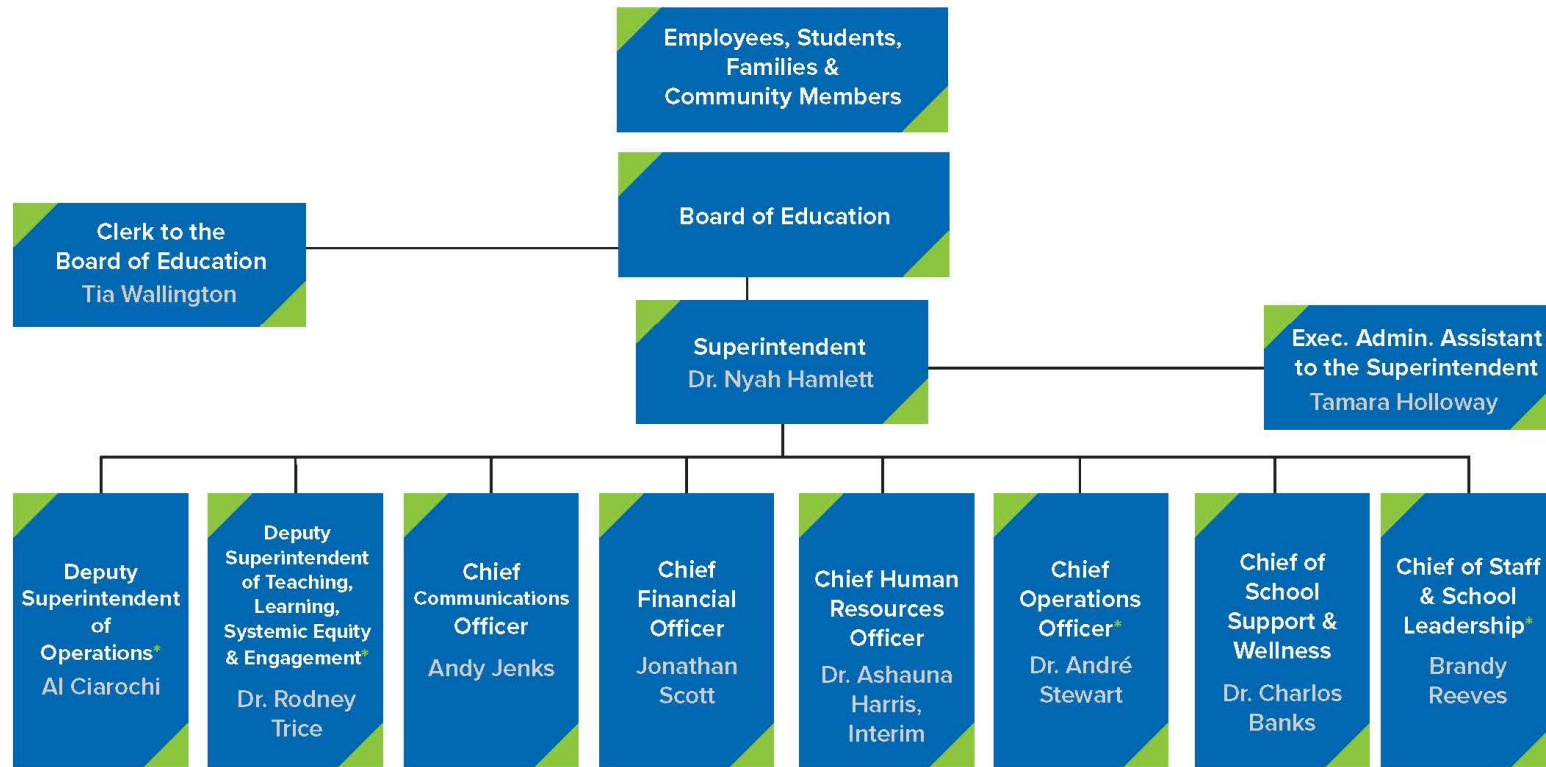 Employees, Students,
Families &
Community Members
Board of Education
Clerk to the
Board of Education
Tia Wallington
Superintendent
Dr. Nyah Hamlett
Exec. Admin. Assistant
to the Superintendent
Tamara Holloway
Deputy
Superintendent
of
Operations*
Al Ciarochi
Deputy
Superintendent
of Teaching,
Learning,
Systemic Equity
& Engagement*
Dr. Rodney
Trice
Chief
Communications
Officer
Andy Jenks
Chief
Financial
Officer
Jonathan
Scott
Chief Human
Resources
Officer
Dr. Ashauna
Harris,
Interim
Chief
Operations
Officer*
Dr. André
Stewart
Chief of
School
Support &
Wellness
Dr. Charlos
Banks
Chief of Staff
& School
Leadership*
Brandy
Reeves